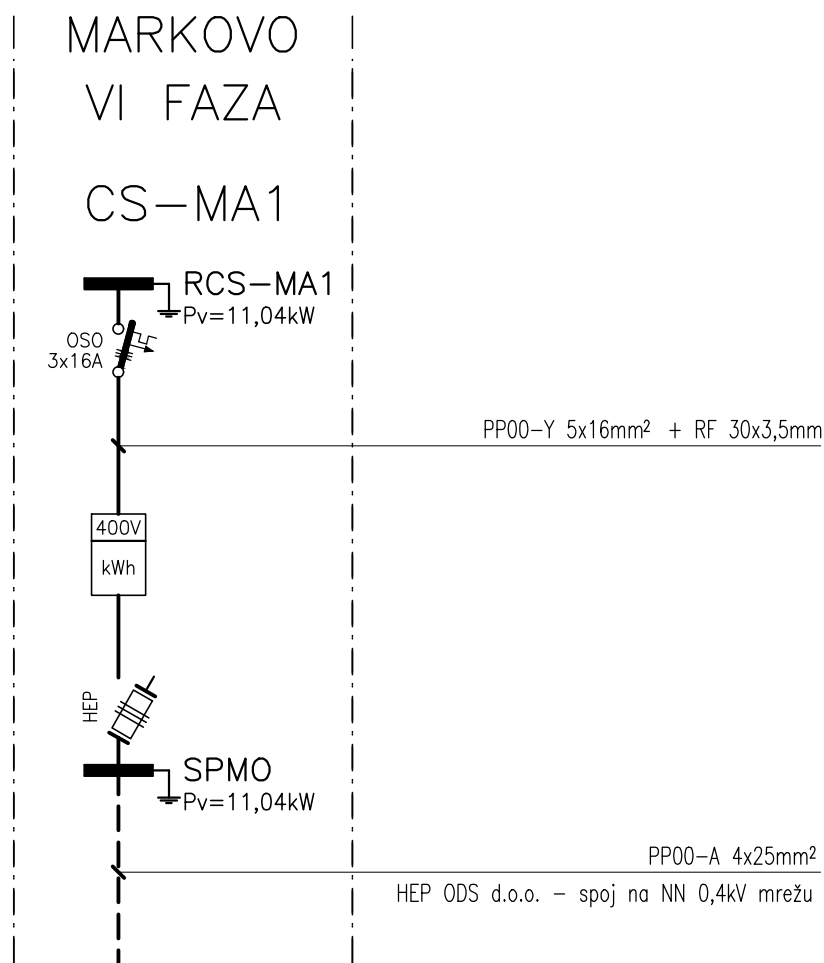 MARKOVO
VI FAZA
CS-MA1
RCS-MA1
Pv=11,04kW
OSO
3x16A
PP00-Y 5x16mm² + RF 30x3,5mm
400V
kWh
HEP
SPMO
Pv=11,04kW
PP00-A 4x25mm²
HEP ODS d.o.o. - spoj na NN 0,4kV mrežu